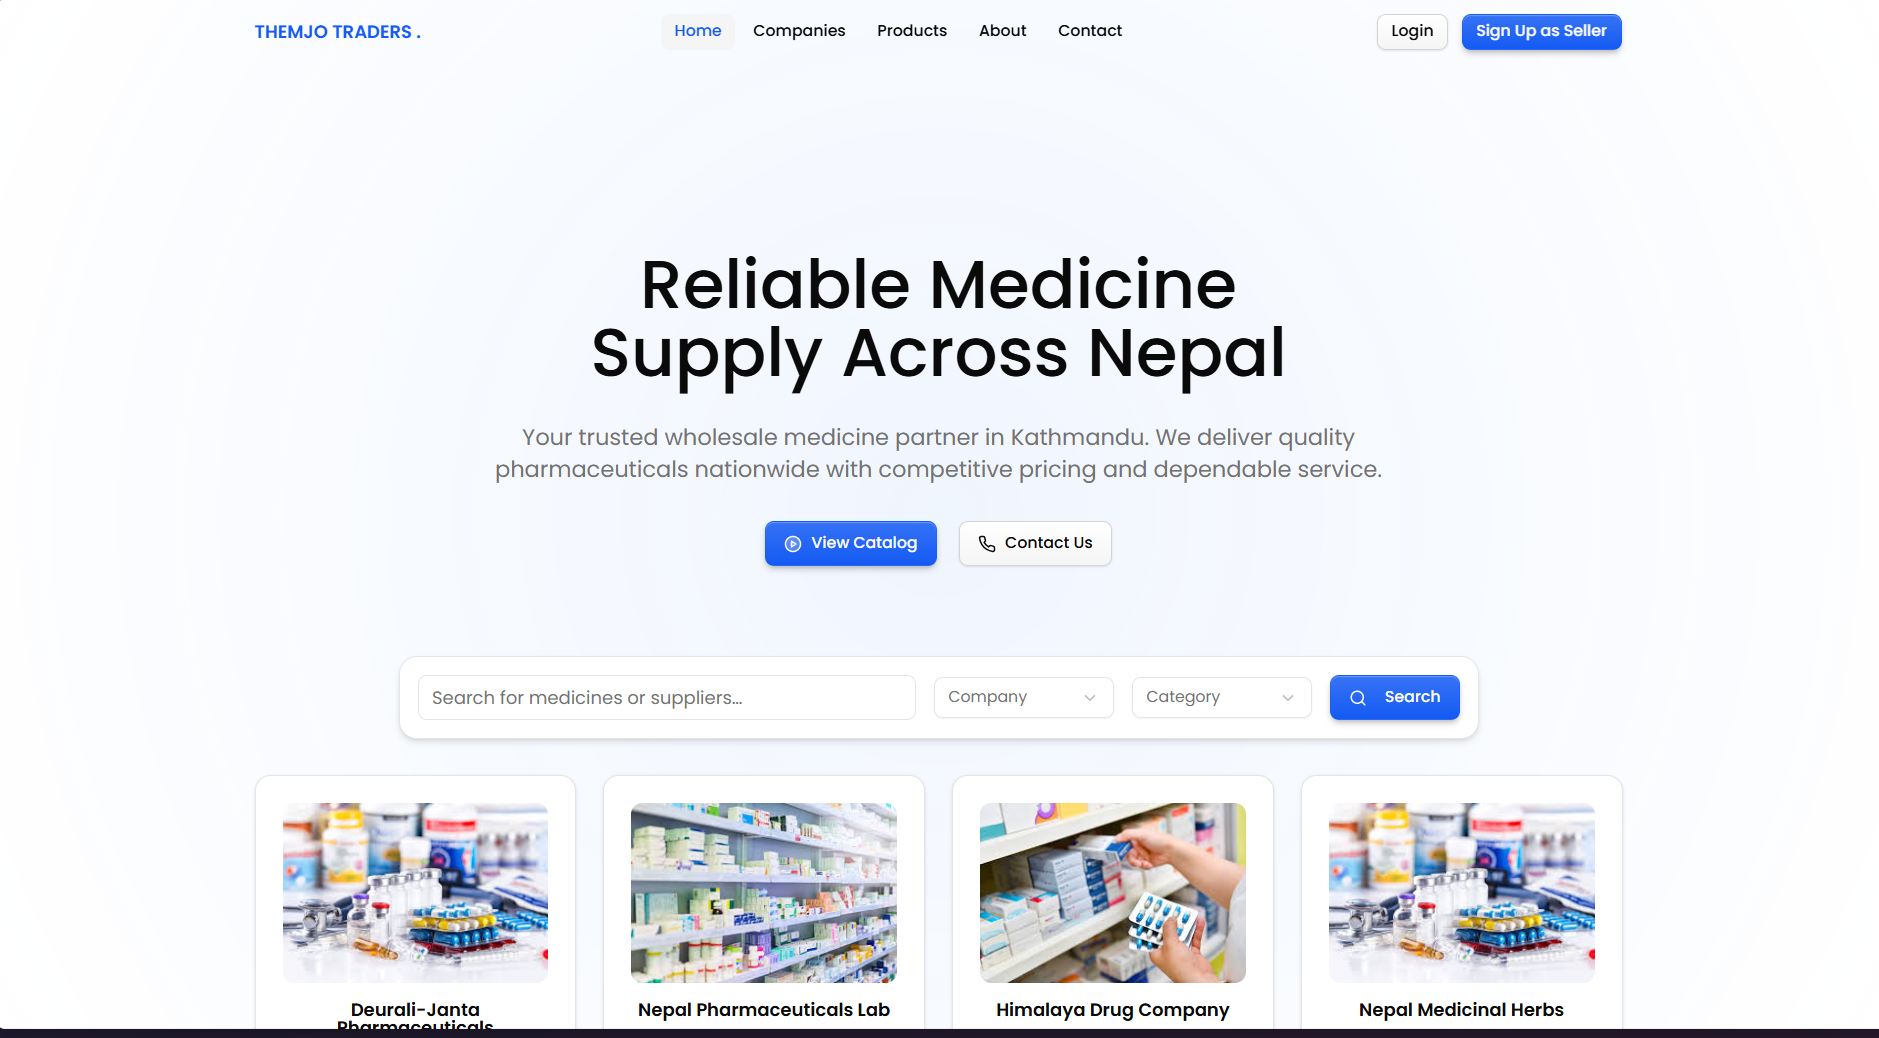 THEMJO TRADERS .
Home
Companies
Products
About
Contact
Login
Sign Up as Seller
Reliable Medicine
Supply Across Nepal
Your trusted wholesale medicine partner in Kathmandu. We deliver quality
pharmaceuticals nationwide with competitive pricing and dependable service.
View Catalog
Contact Us
Search for medicines or suppliers...
Company
Category
Search
Deurali-Janta
Pharmaceuticals
Nepal Pharmaceuticals Lab
Himalaya Drug Company
Nepal Medicinal Herbs